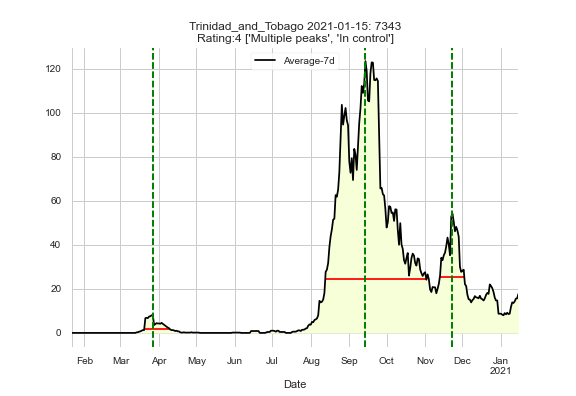 Trinidad_and_Tobago 2021-01-15: 7343
Rating:4 ['Multiple peaks', 'In control']
Average-7d
120
100
80
60
40
20
0
Feb Mar Apr May Jun Jul Aug Sep Oct Nov Dec Jan
2021
Date